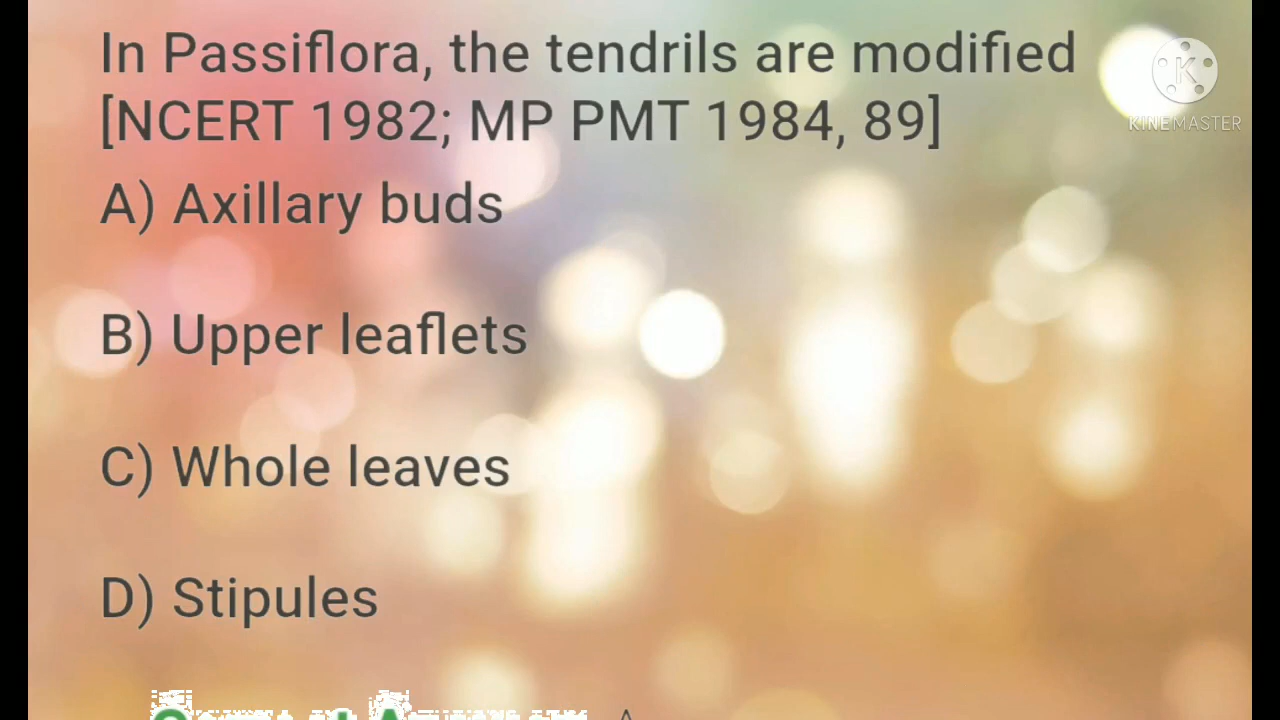 In Passiflora, the tendrils are modified
[NCERT 1982; MP PMT 1984, 89]
KINEMASTER
A) Axillary buds
B) Upper leaflets
C) Whole leaves
D) Stipules